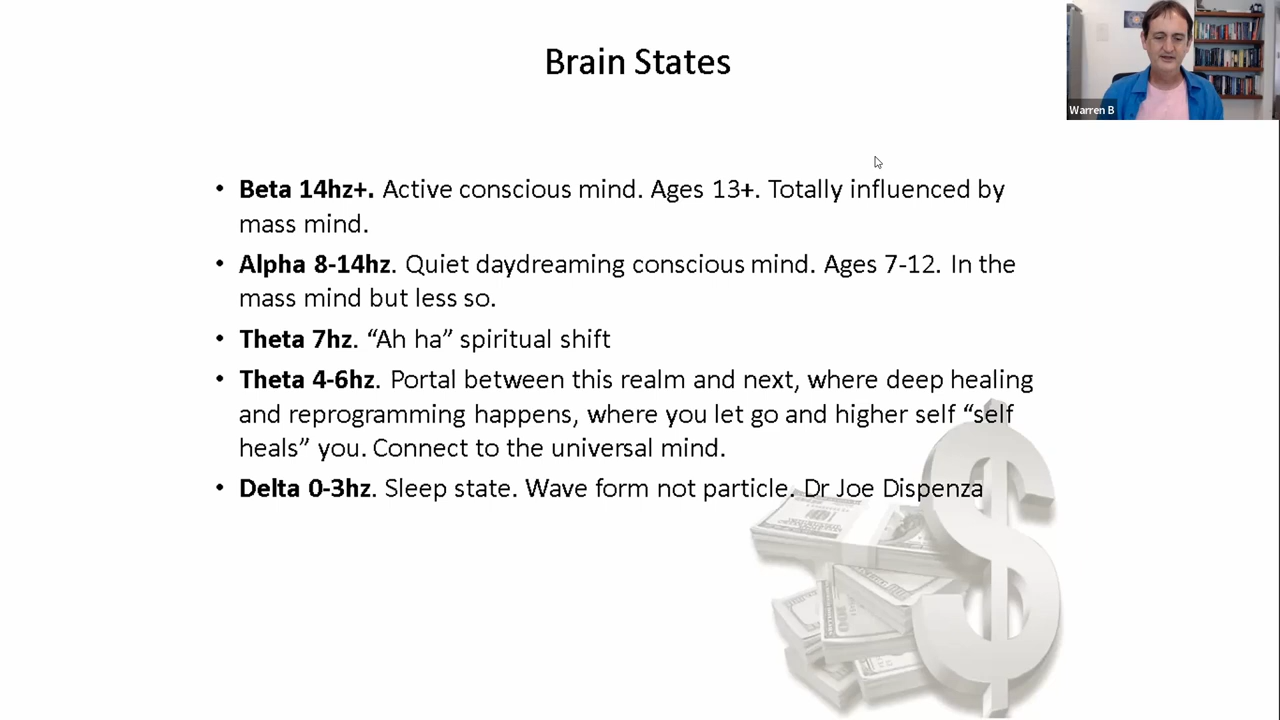 Brain States
Warren B
• Beta 14hz+. Active conscious mind. Ages 13+. Totally influenced by
mass mind.
• Alpha 8-14hz. Quiet daydreaming conscious mind. Ages 7-12. In the
mass mind but less so.
• Theta 7hz. “Ah ha” spiritual shift
• Theta 4-6hz. Portal between this realm and next, where deep healing
and reprogramming happens, where you let go and higher self “self
heals” you. Connect to the universal mind.
• Delta 0-3hz. Sleep state. Wave form not particle. Dr Joe Dispenza